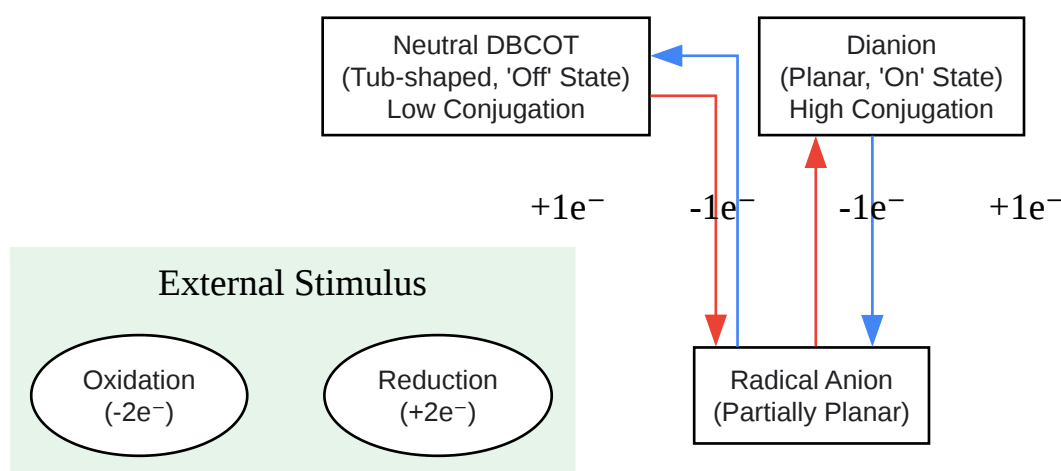 Neutral DBCOT
(Tub-shaped, 'Off' State)
Low Conjugation
Dianion
(Planar, 'On' State)
High Conjugation
+1e⁻
-1e⁻
-1e⁻
+1e⁻
External Stimulus
Oxidation
(-2e⁻)
Reduction
(+2e⁻)
Radical Anion
(Partially Planar)